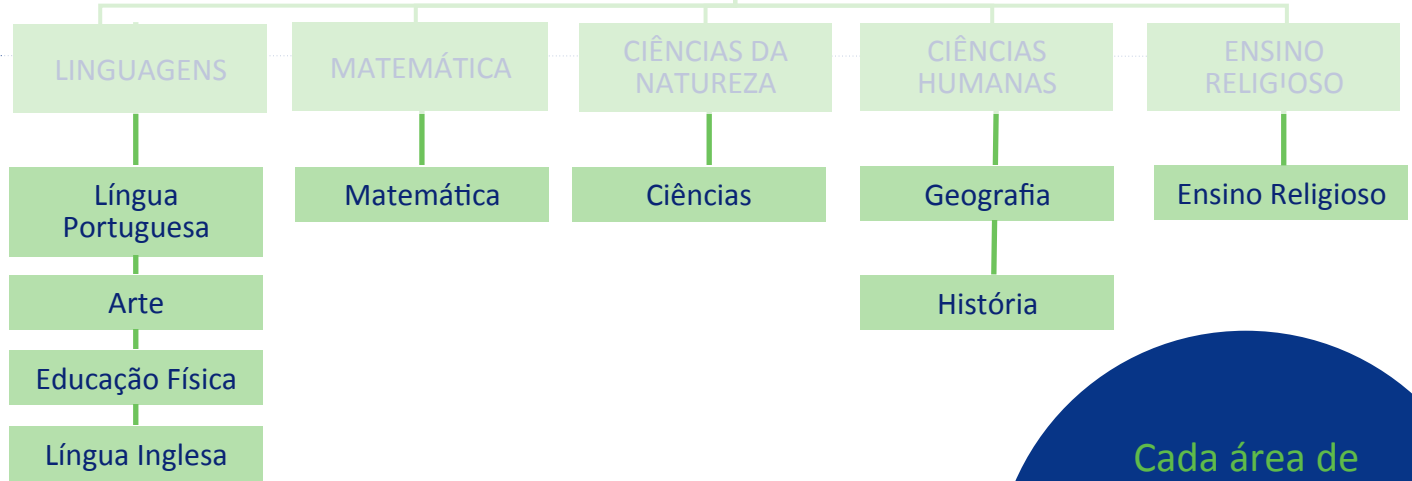 LINGUAGENS
MATEMÁTICA
CIÊNCIAS DA
NATUREZA
CIÊNCIAS
HUMANAS
ENSINO
RELIGIOSO
Língua
Portuguesa
Matemática
Ciências
Geografia
Ensino Religioso
Arte
História
Educação Física
Língua Inglesa
Cada área de